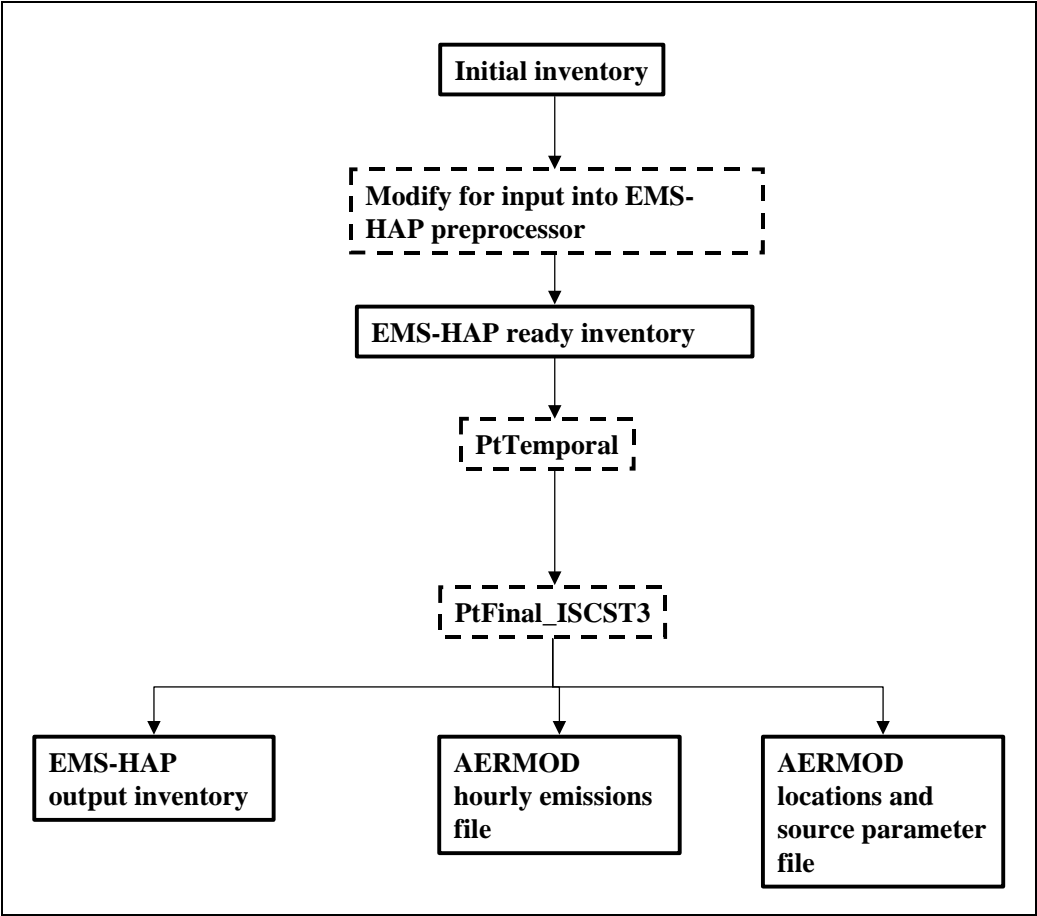 Initial inventory
Modify for input into EMS-
HAP preprocessor
EMS-HAP ready inventory
PtTemporal
PtFinal_ISCST3
EMS-HAP
output inventory
AERMOD
hourly emissions
file
AERMOD
locations and
source parameter
file